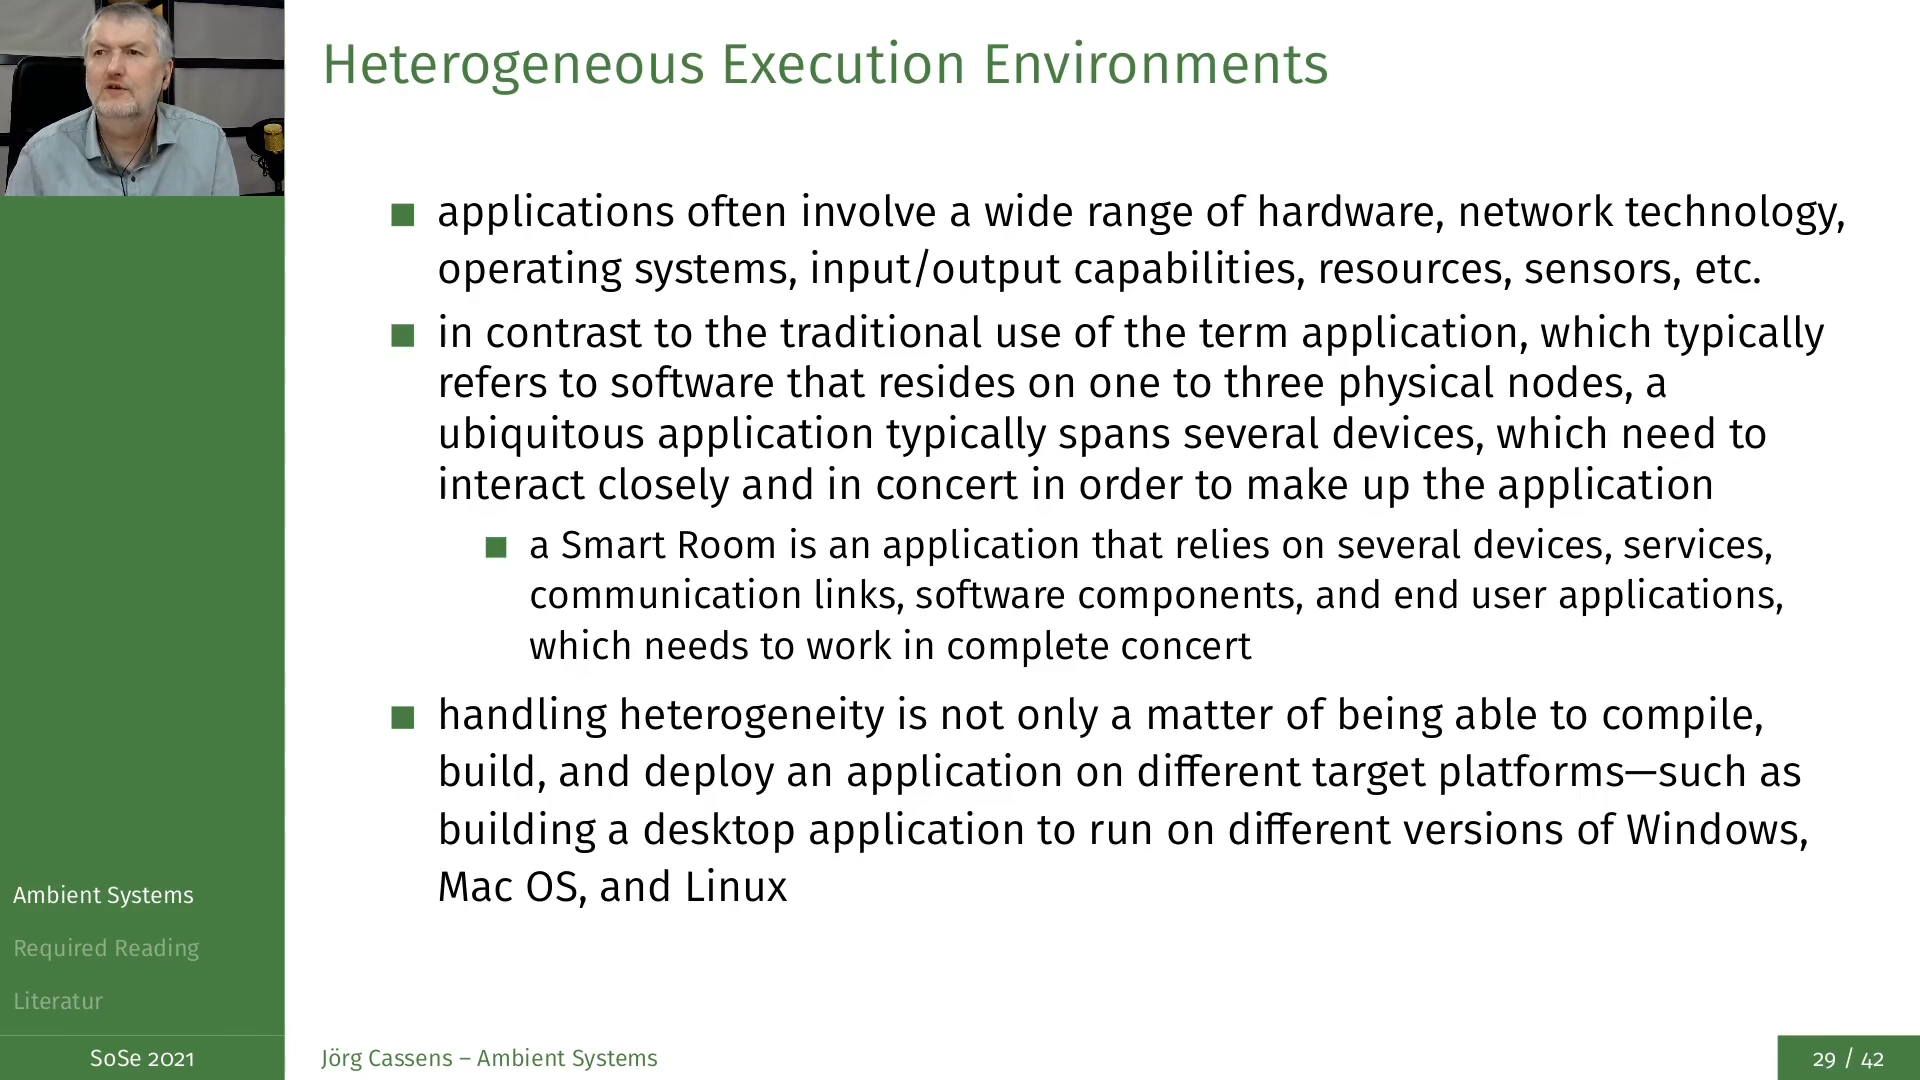 Heterogeneous Execution Environments
applications often involve a wide range of hardware, network technology,
operating systems, input/output capabilities, resources, sensors, etc.
in contrast to the traditional use of the term application, which typically
refers to software that resides on one to three physical nodes, a
ubiquitous application typically spans several devices, which need to
interact closely and in concert in order to make up the application
a Smart Room is an application that relies on several devices, services,
communication links, software components, and end user applications,
which needs to work in complete concert
handling heterogeneity is not only a matter of being able to compile,
build, and deploy an application on different target platforms—such as
building a desktop application to run on different versions of Windows,
Mac OS, and Linux
Ambient Systems
Required Reading
Literatur
SoSe 2021
Jörg Cassens – Ambient Systems
29 / 42